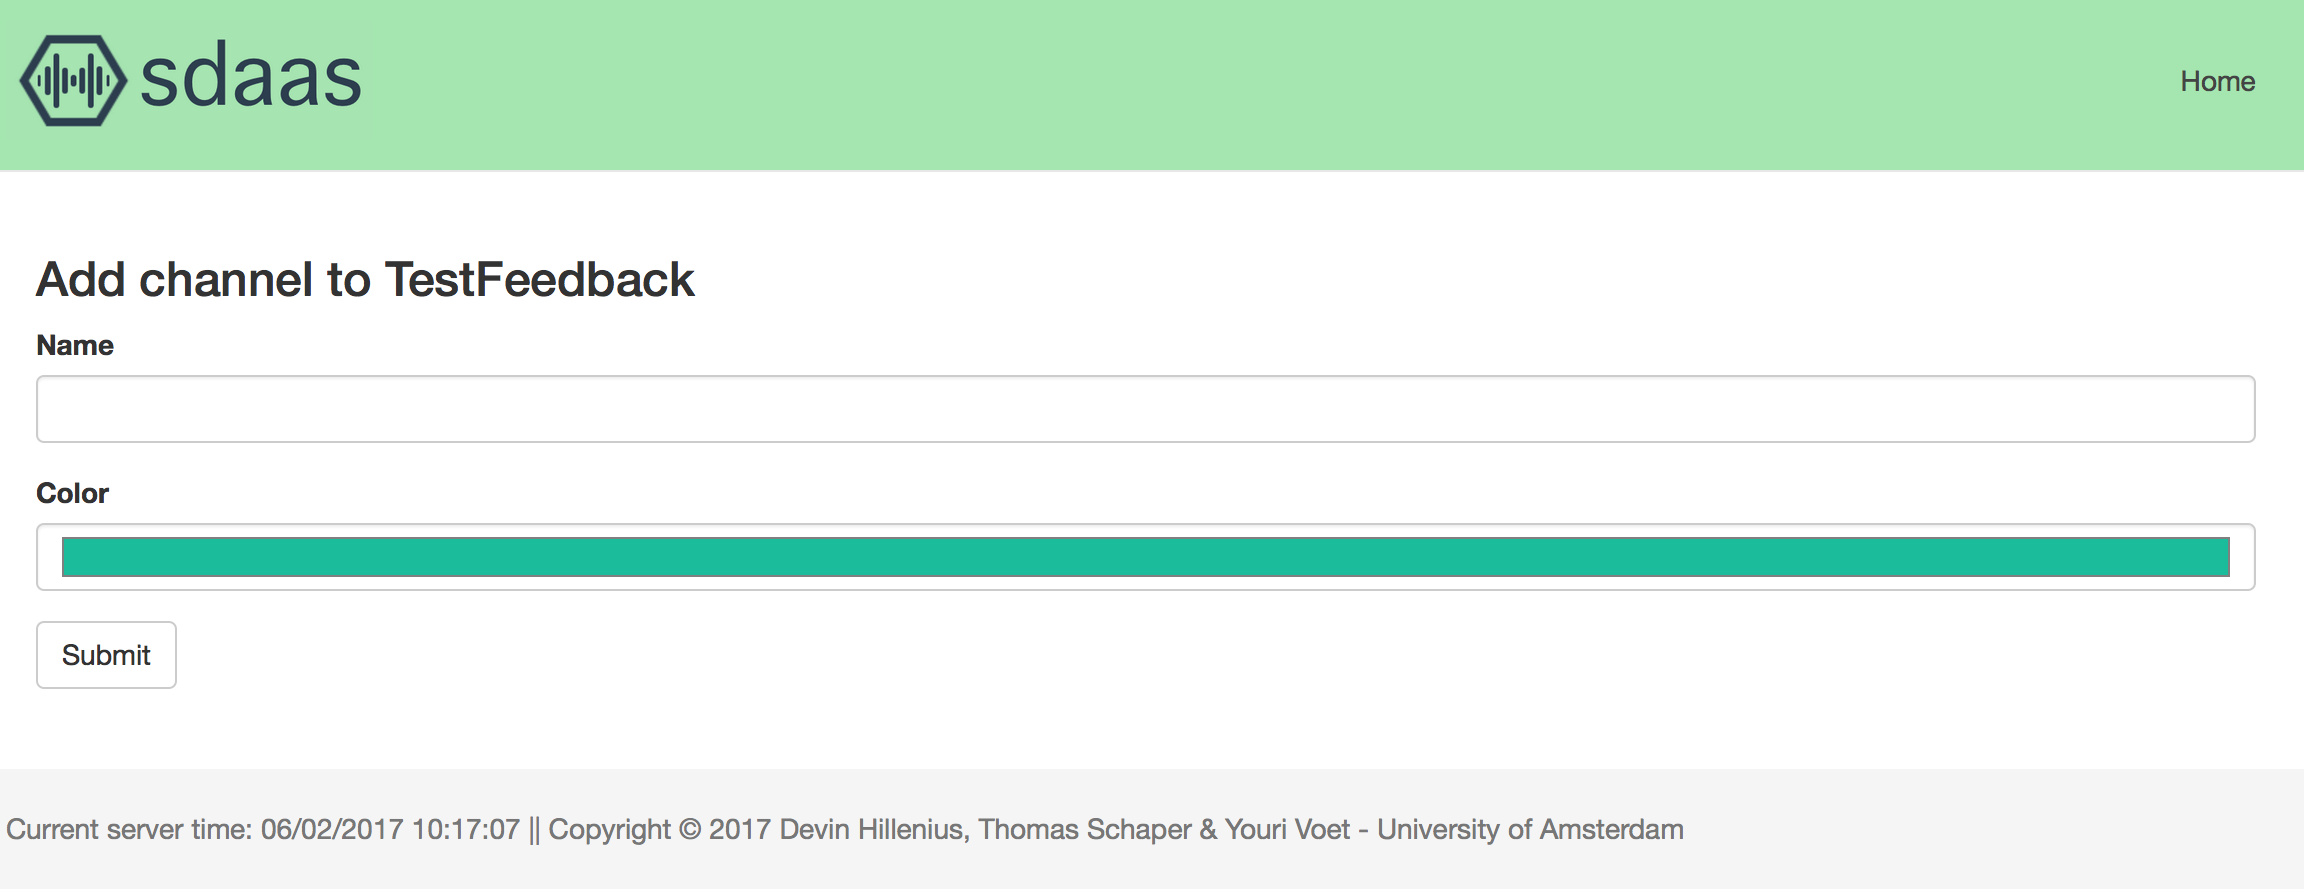 sdaas
Home
Add channel to TestFeedback
Name
Color
Submit
Current server time: 06/02/2017 10:17:07 || Copyright © 2017 Devin Hillenius, Thomas Schaper & Youri Voet - University of Amsterdam